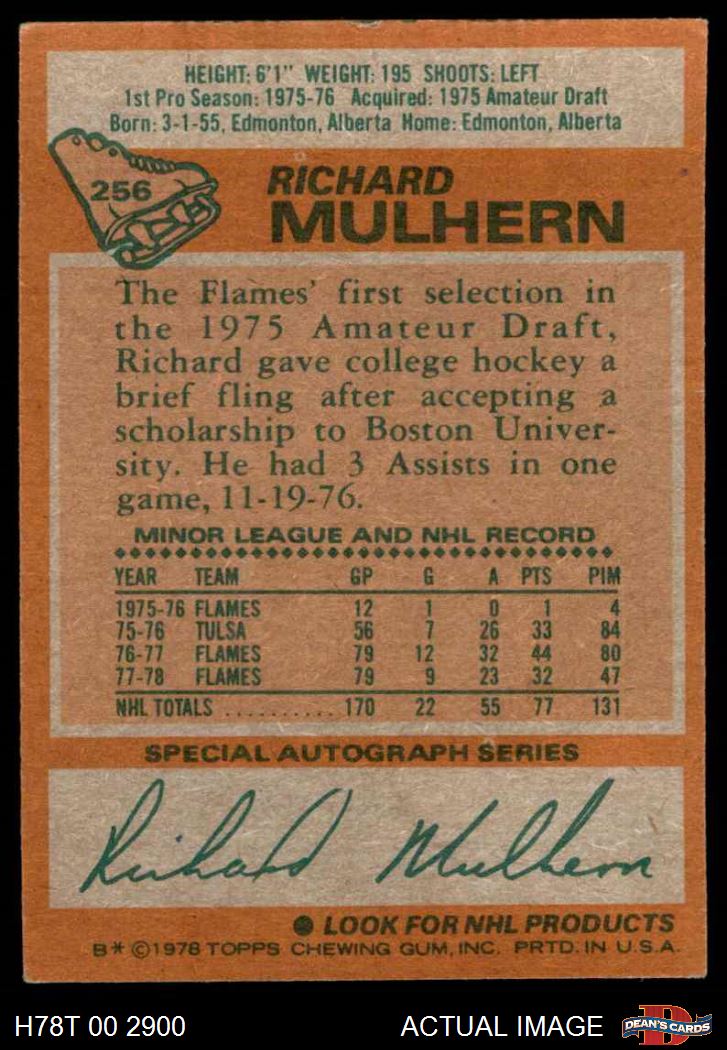 HEIGHT: 6'1" WEIGHT: 195 SHOOTS: LEFT
1st Pro Season: 1975-76 Acquired: 1975 Amateur Draft
Born: 3-1-55, Edmonton, Alberta Home: Edmonton, Alberta
256
RICHARD
MULHERN
The Flames' first selection in
the 1975 Amateur Draft,
Richard gave college hockey a
brief fling after accepting a
scholarship to Boston Univer-
sity. He had 3 Assists in one
game, 11-19-76.
MINOR LEAGUE AND NHL RECORD
YEAR TEAM GP G A PTS PIM
1975-76 FLAMES 12 1 0 1 4
75-76 TULSA 56 7 26 33 84
76-77 FLAMES 79 12 32 44 80
77-78 FLAMES 79 9 23 32 47
NHL TOTALS .......... 170 22 55 77 131
SPECIAL AUTOGRAPH SERIES
Richard Mulhern
● LOOK FOR NHL PRODUCTS
B* ©1978 TOPPS CHEWING GUM, INC. PRTD. IN U.S.A.
H78T 00 2900 ACTUAL IMAGE D DEAN'S CARDS